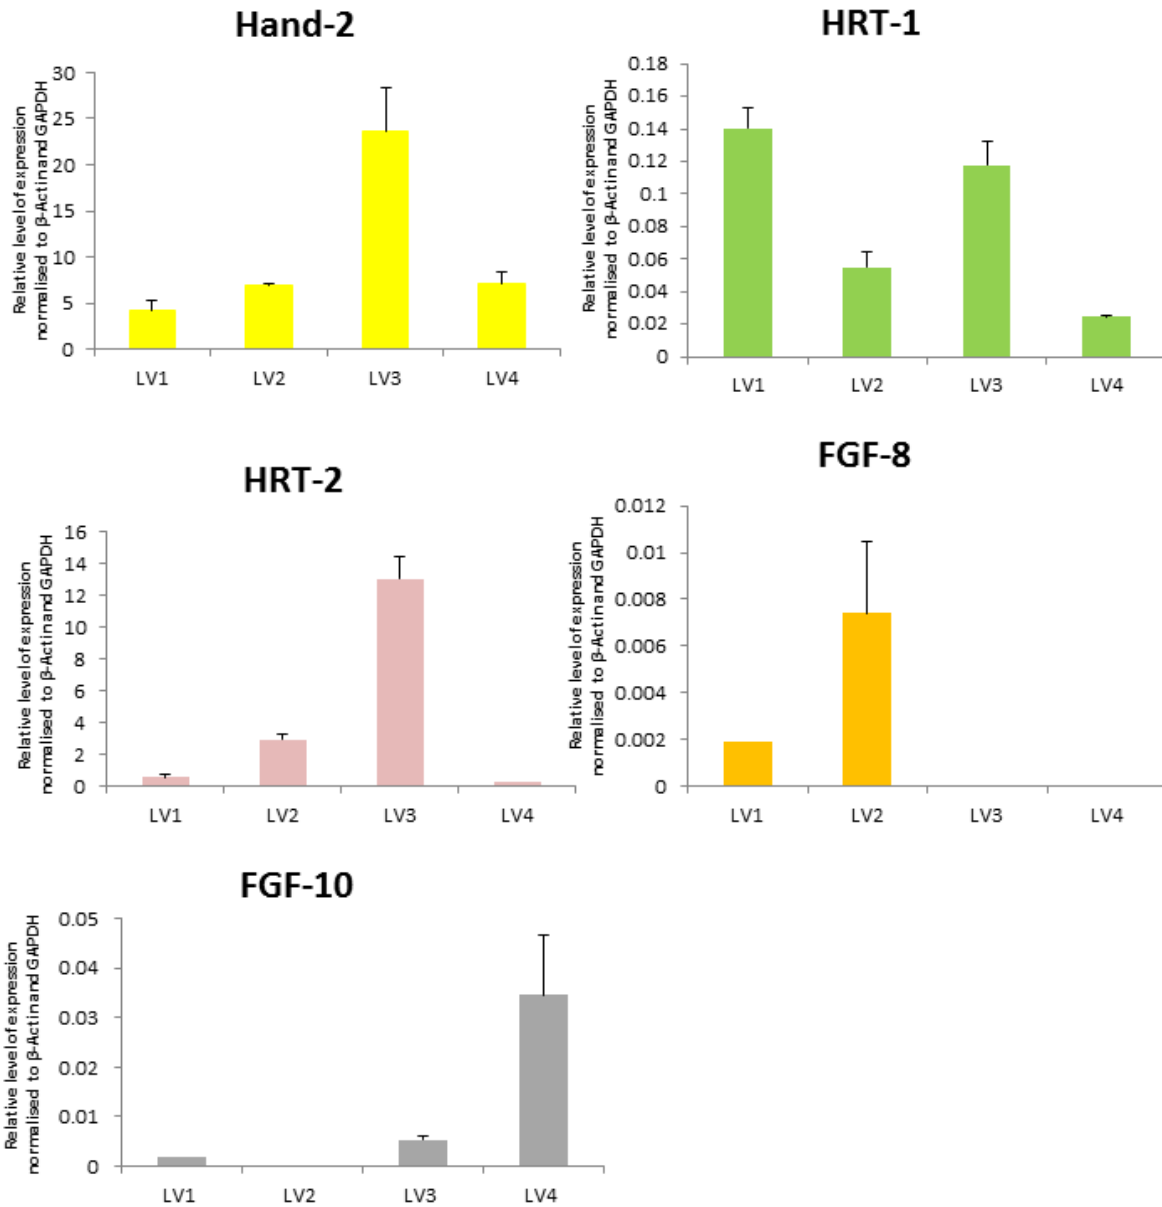 Hand-2
Relative level of expression
normalised to β-Actin and GAPDH
30
25
20
15
10
5
0
LV1 LV2 LV3 LV4
HRT-1
Relative level of expression
normalised to β-Actin and GAPDH
0.18
0.16
0.14
0.12
0.1
0.08
0.06
0.04
0.02
0
LV1 LV2 LV3 LV4
HRT-2
Relative level of expression
normalised to β-Actin and GAPDH
16
14
12
10
8
6
4
2
0
LV1 LV2 LV3 LV4
FGF-8
Relative level of expression
normalised to β-Actin and GAPDH
0.012
0.01
0.008
0.006
0.004
0.002
0
LV1 LV2 LV3 LV4
FGF-10
Relative level of expression
normalised to β-Actin and GAPDH
0.05
0.04
0.03
0.02
0.01
0
LV1 LV2 LV3 LV4